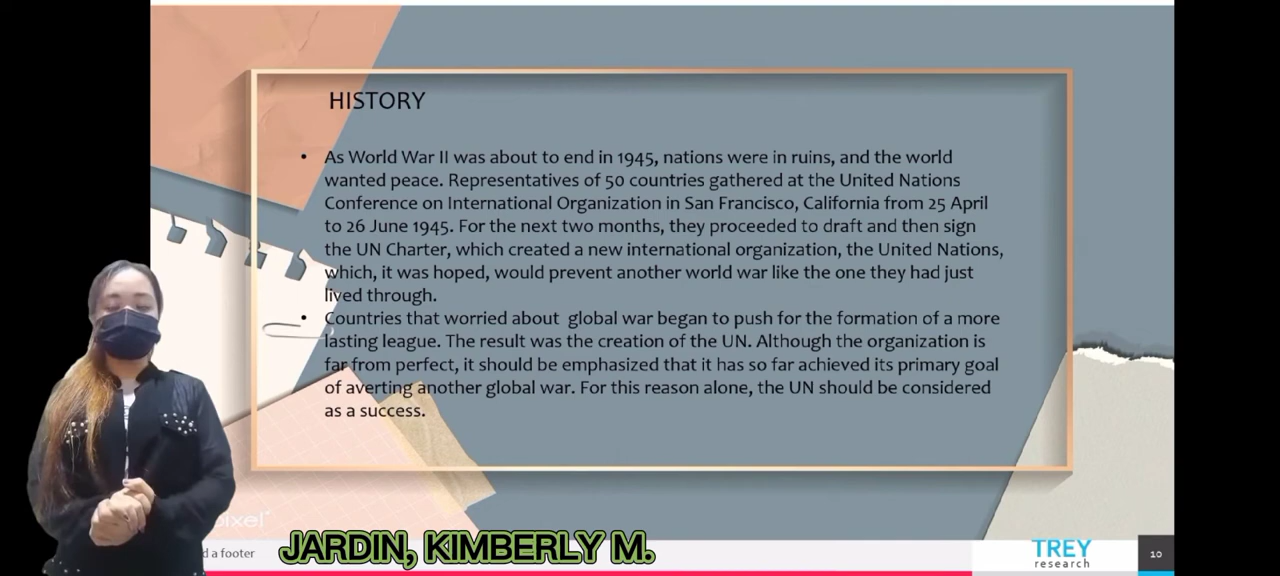 HISTORY
• As World War II was about to end in 1945, nations were in ruins, and the world
wanted peace. Representatives of 50 countries gathered at the United Nations
Conference on International Organization in San Francisco, California from 25 April
to 26 June 1945. For the next two months, they proceeded to draft and then sign
the UN Charter, which created a new international organization, the United Nations,
which, it was hoped, would prevent another world war like the one they had just
lived through.
• Countries that worried about global war began to push for the formation of a more
lasting league. The result was the creation of the UN. Although the organization is
far from perfect, it should be emphasized that it has so far achieved its primary goal
of averting another global war. For this reason alone, the UN should be considered
as a success.
d a footer
JARDIN, KIMBERLY M.
TREY
research
10